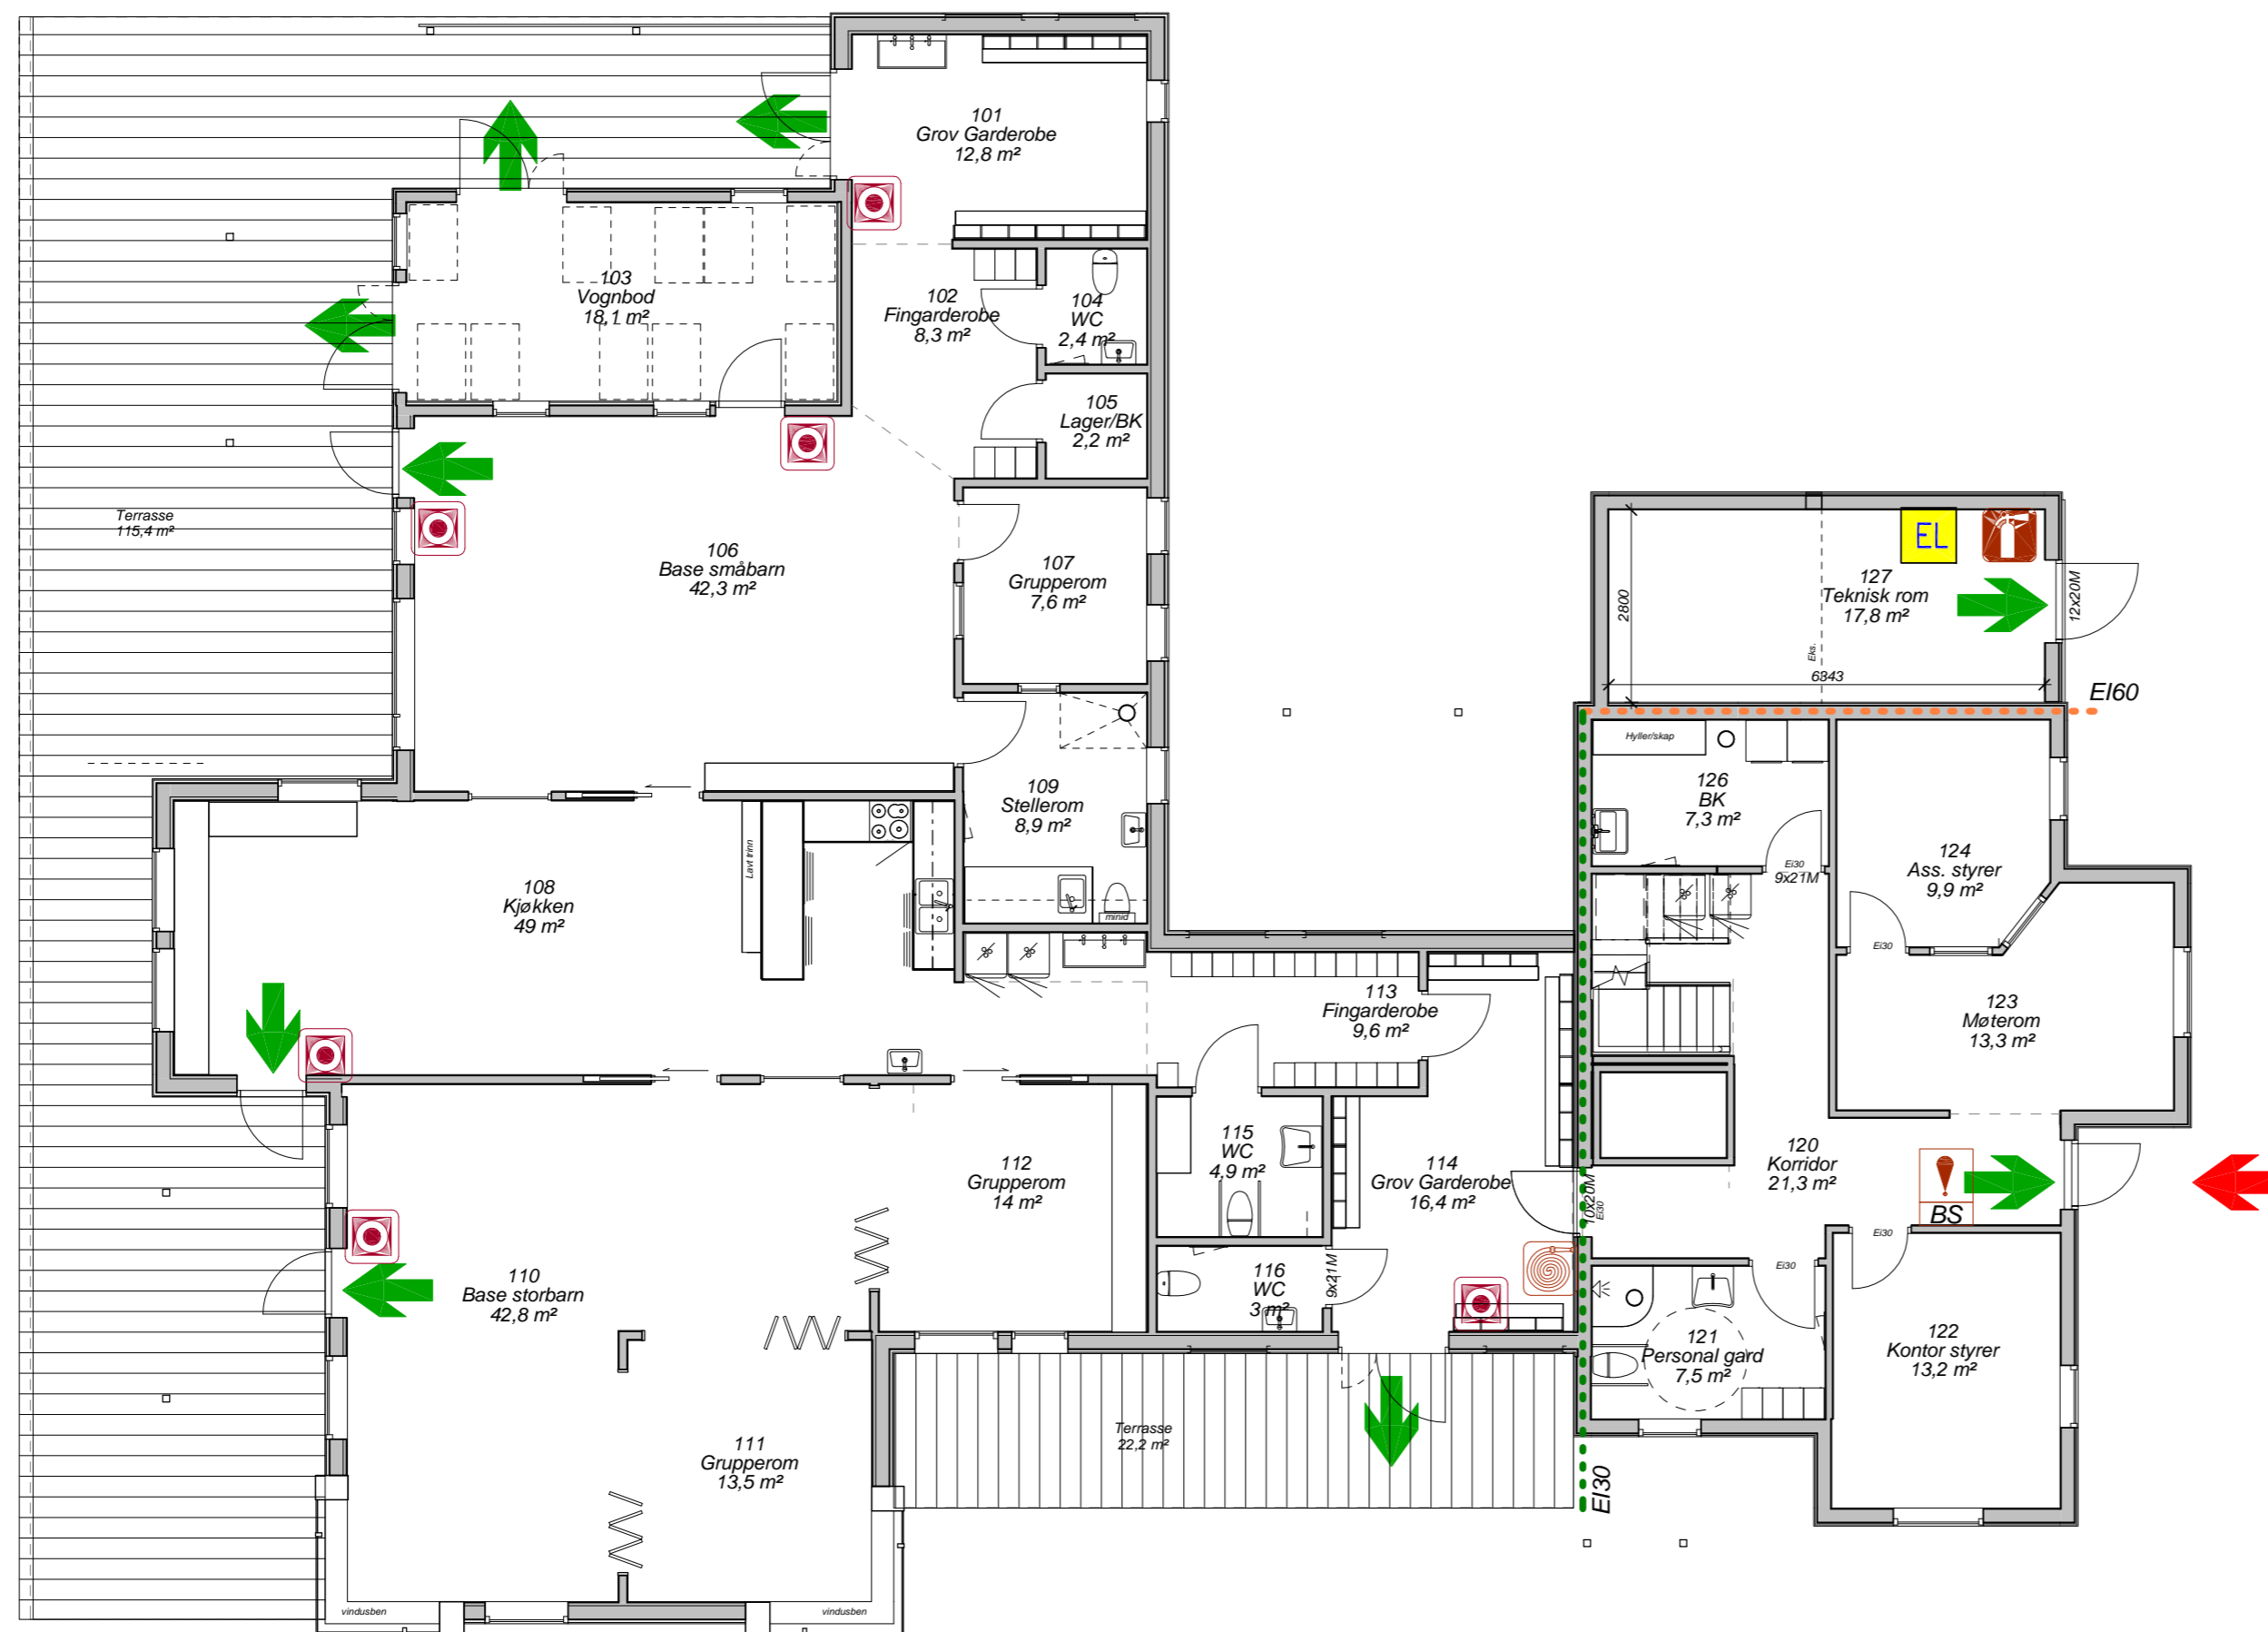 101
Grov Garderobe
12,8 m²
103
Vognbod
18,1 m²
102
Fingarderobe
8,3 m²
104
WC
2,4 m²
105
Lager/BK
2,2 m²
Terrasse
115,4 m²
106
Base småbarn
42,3 m²
107
Grupperom
7,6 m²
EL
127
Teknisk rom
17,8 m²
2800
Eks.
6343
12x20M
EI60
Hyller/skap
126
BK
7,3 m²
Ei30
9x21M
124
Ass. styrer
9,9 m²
Ei30
109
Stellerom
8,9 m²
minid
Lavt trinn
108
Kjøkken
49 m²
113
Fingarderobe
9,6 m²
123
Møterom
13,3 m²
112
Grupperom
14 m²
115
WC
4,9 m²
114
Grov Garderobe
16,4 m²
10x20M
Ei30
120
Korridor
21,3 m²
BS
Ei30
Ei30
110
Base storbarn
42,8 m²
116
WC
3 m²
9x21M
121
Personal gard
7,5 m²
122
Kontor styrer
13,2 m²
111
Grupperom
13,5 m²
Terrasse
22,2 m²
EI30
vindusben
vindusben